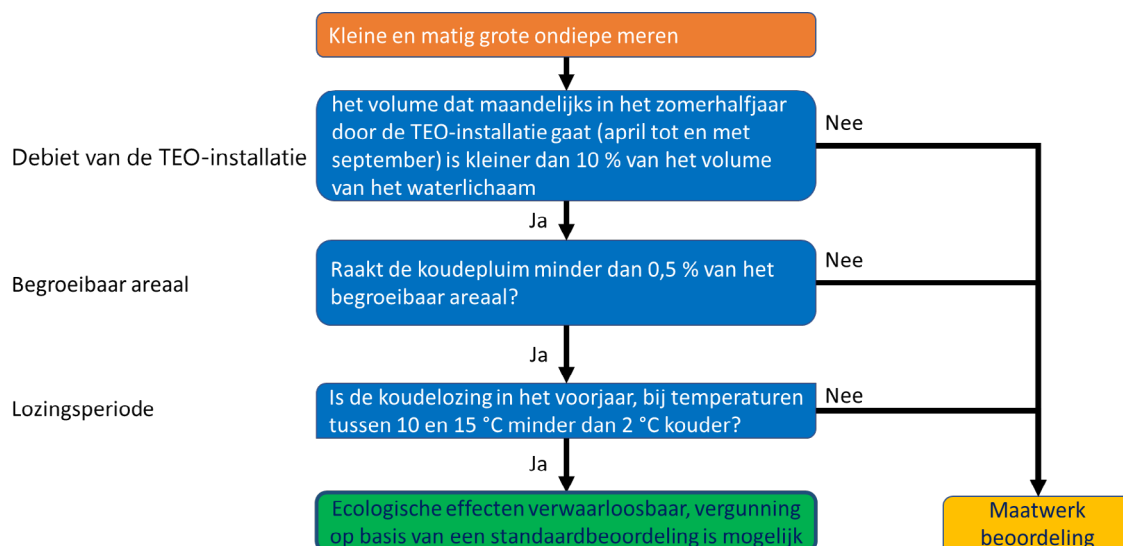 Kleine en matig grote ondiepe meren
het volume dat maandelijks in het zomerhalfjaar
door de TEO-installatie gaat (april tot en met
september) is kleiner dan 10 % van het volume
van het waterlichaam
Nee
Debiet van de TEO-installatie
Ja
Raakt de koudepluim minder dan 0,5 % van het
begroeibaar areaal?
Nee
Begroeibaar areaal
Ja
Is de koudelozing in het voorjaar, bij temperaturen
tussen 10 en 15 °C minder dan 2 °C kouder?
Nee
Lozingsperiode
Ja
Ecologische effecten verwaarloosbaar, vergunning
op basis van een standaardbeoordeling is mogelijk
Maatwerk
beoordeling